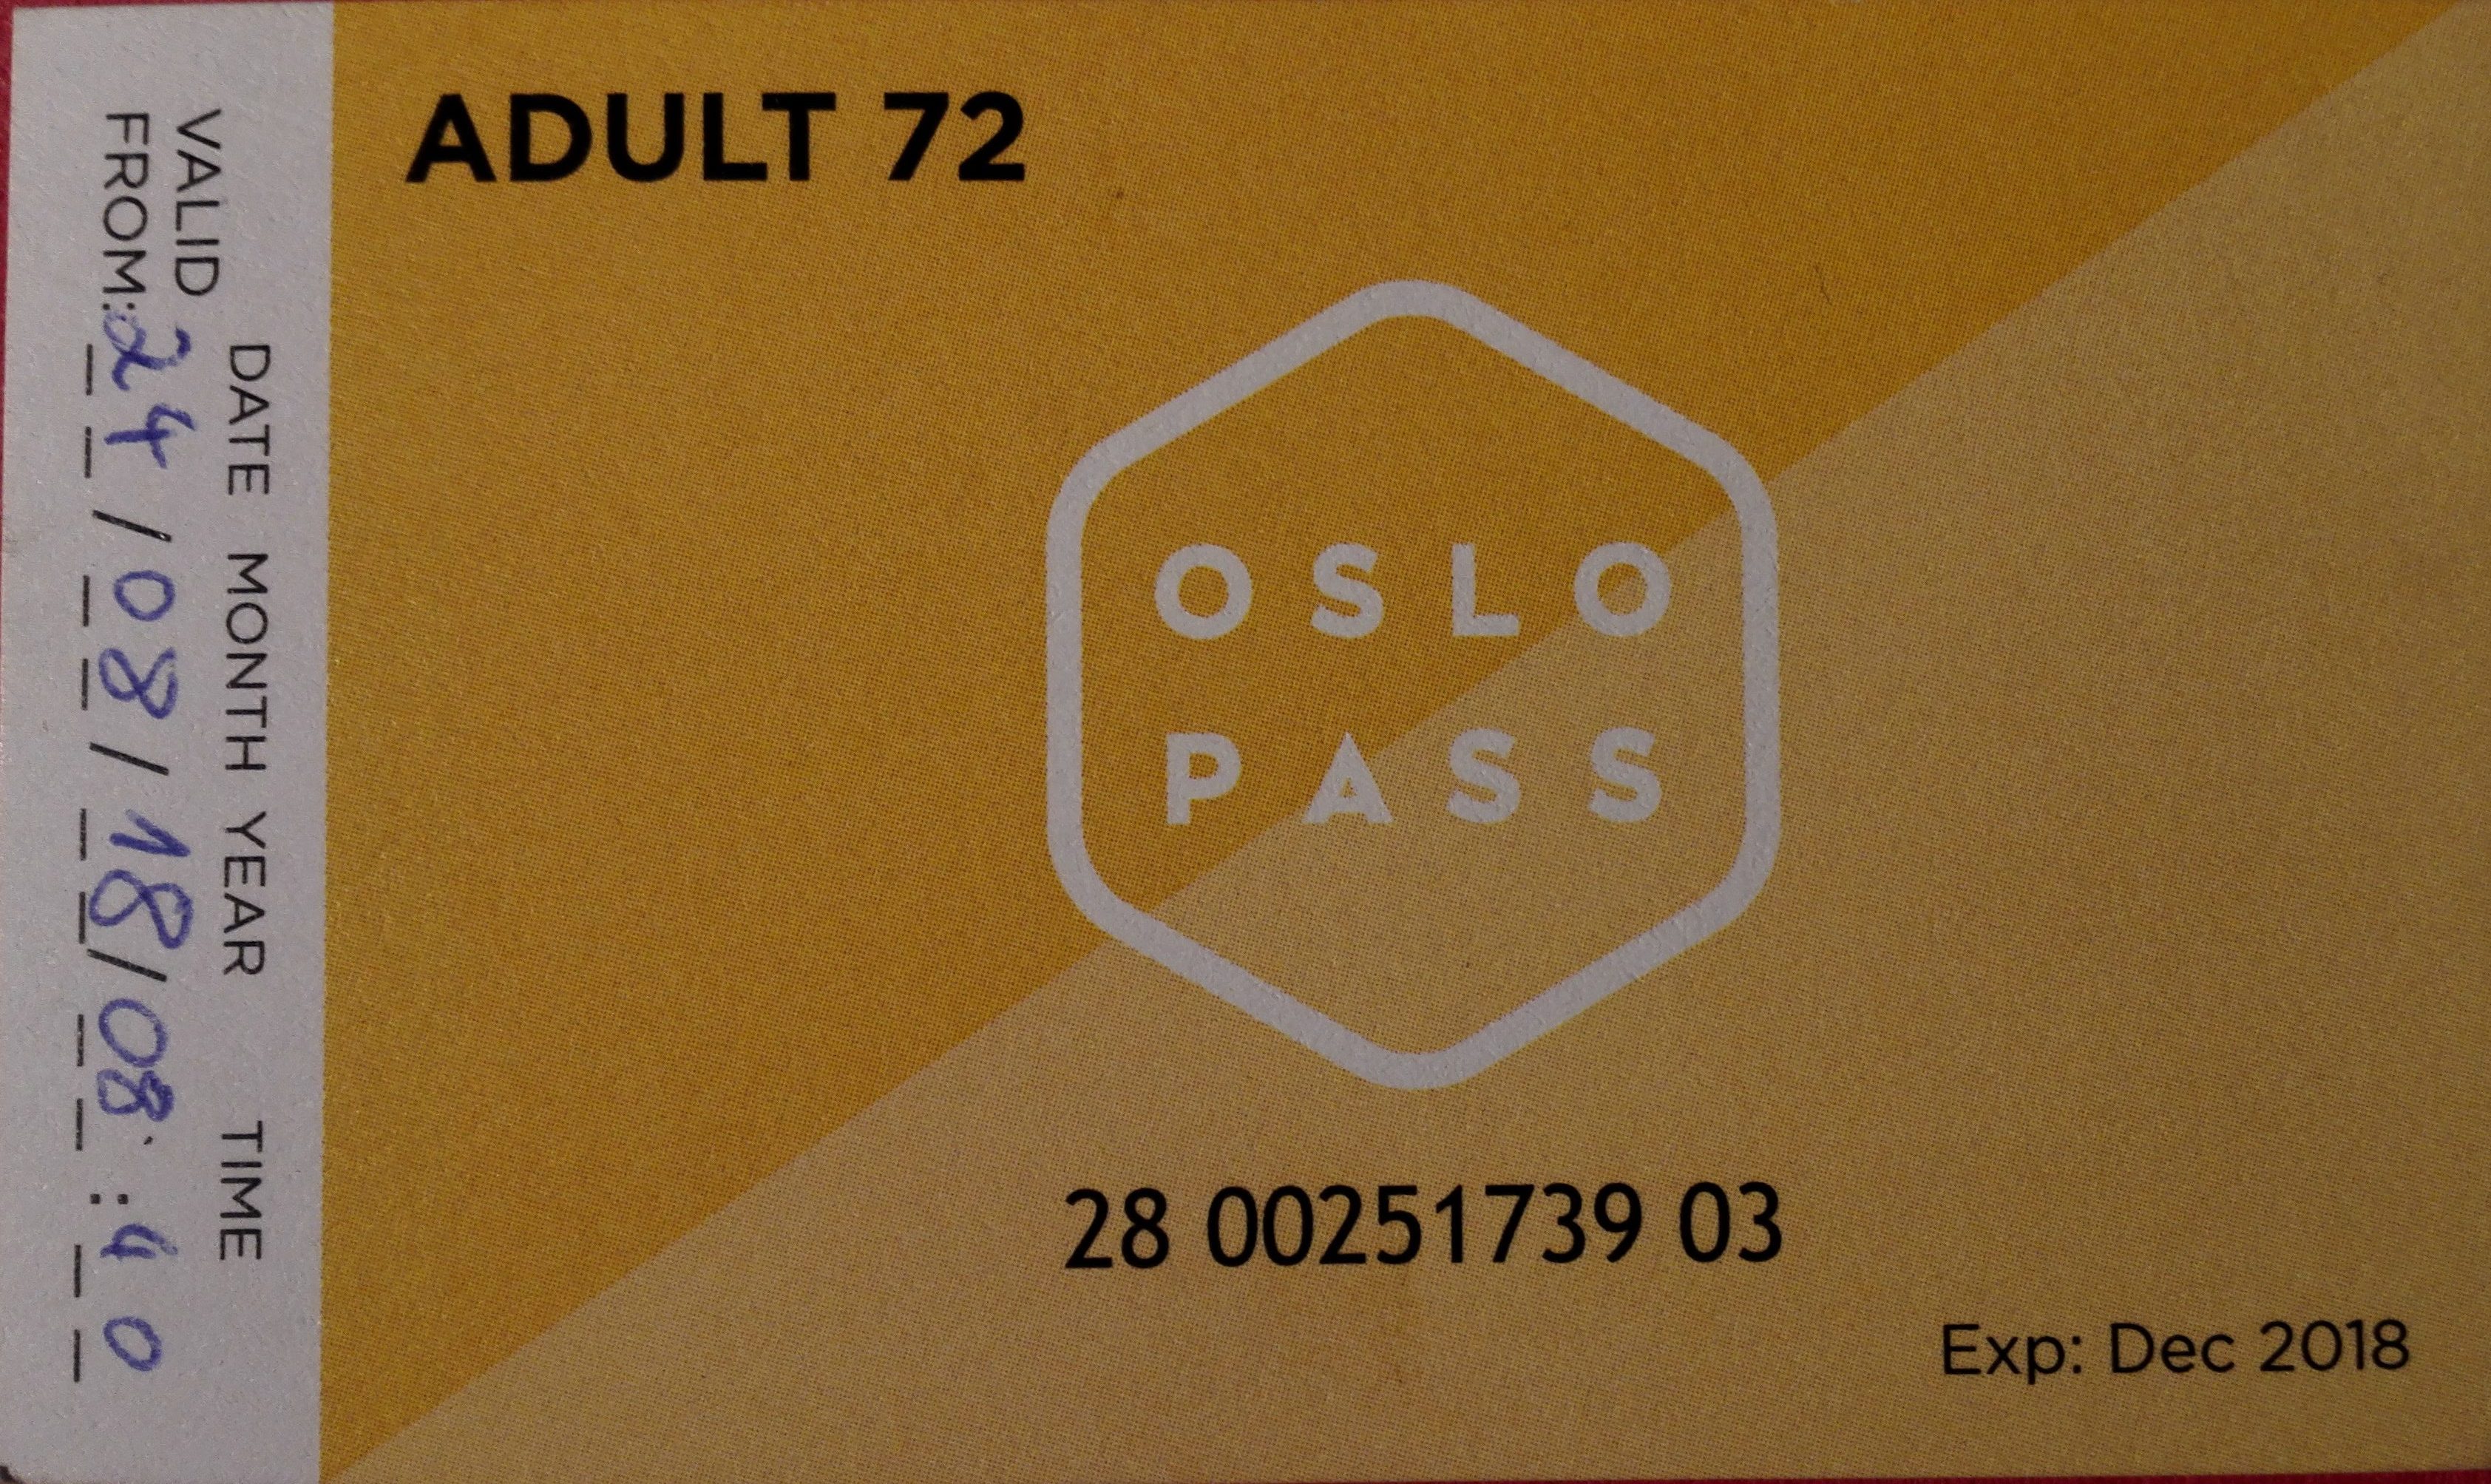 ADULT 72
OSLO
PASS
28 00251739 03
Exp: Dec 2018
DATE MONTH YEAR TIME
VALID
FROM: 24/08/18/08:40